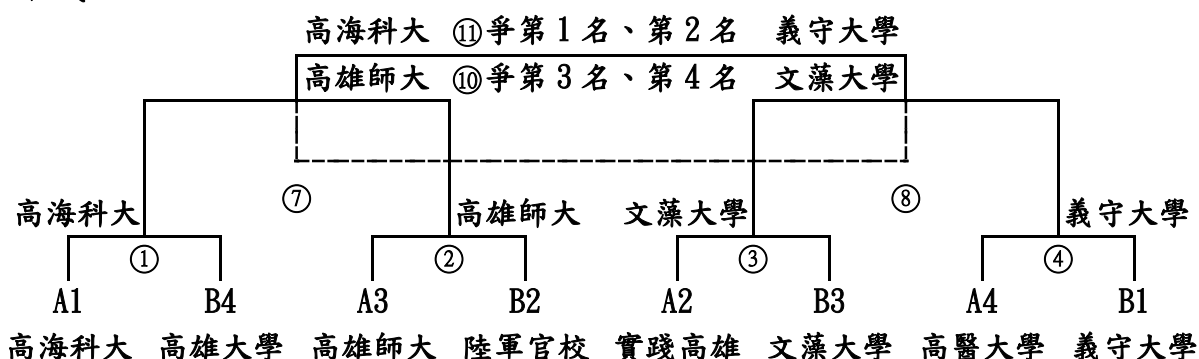 高海科大 ⑪爭第1名、第2名 義守大學
高雄師大 ⑩爭第3名、第4名 文藻大學
⑦ ⑧
高海科大 高雄師大 文藻大學 義守大學
① ② ③ ④
A1 B4 A3 B2 A2 B3 A4 B1
高海科大 高雄大學 高雄師大 陸軍官校 實踐高雄 文藻大學 高醫大學 義守大學